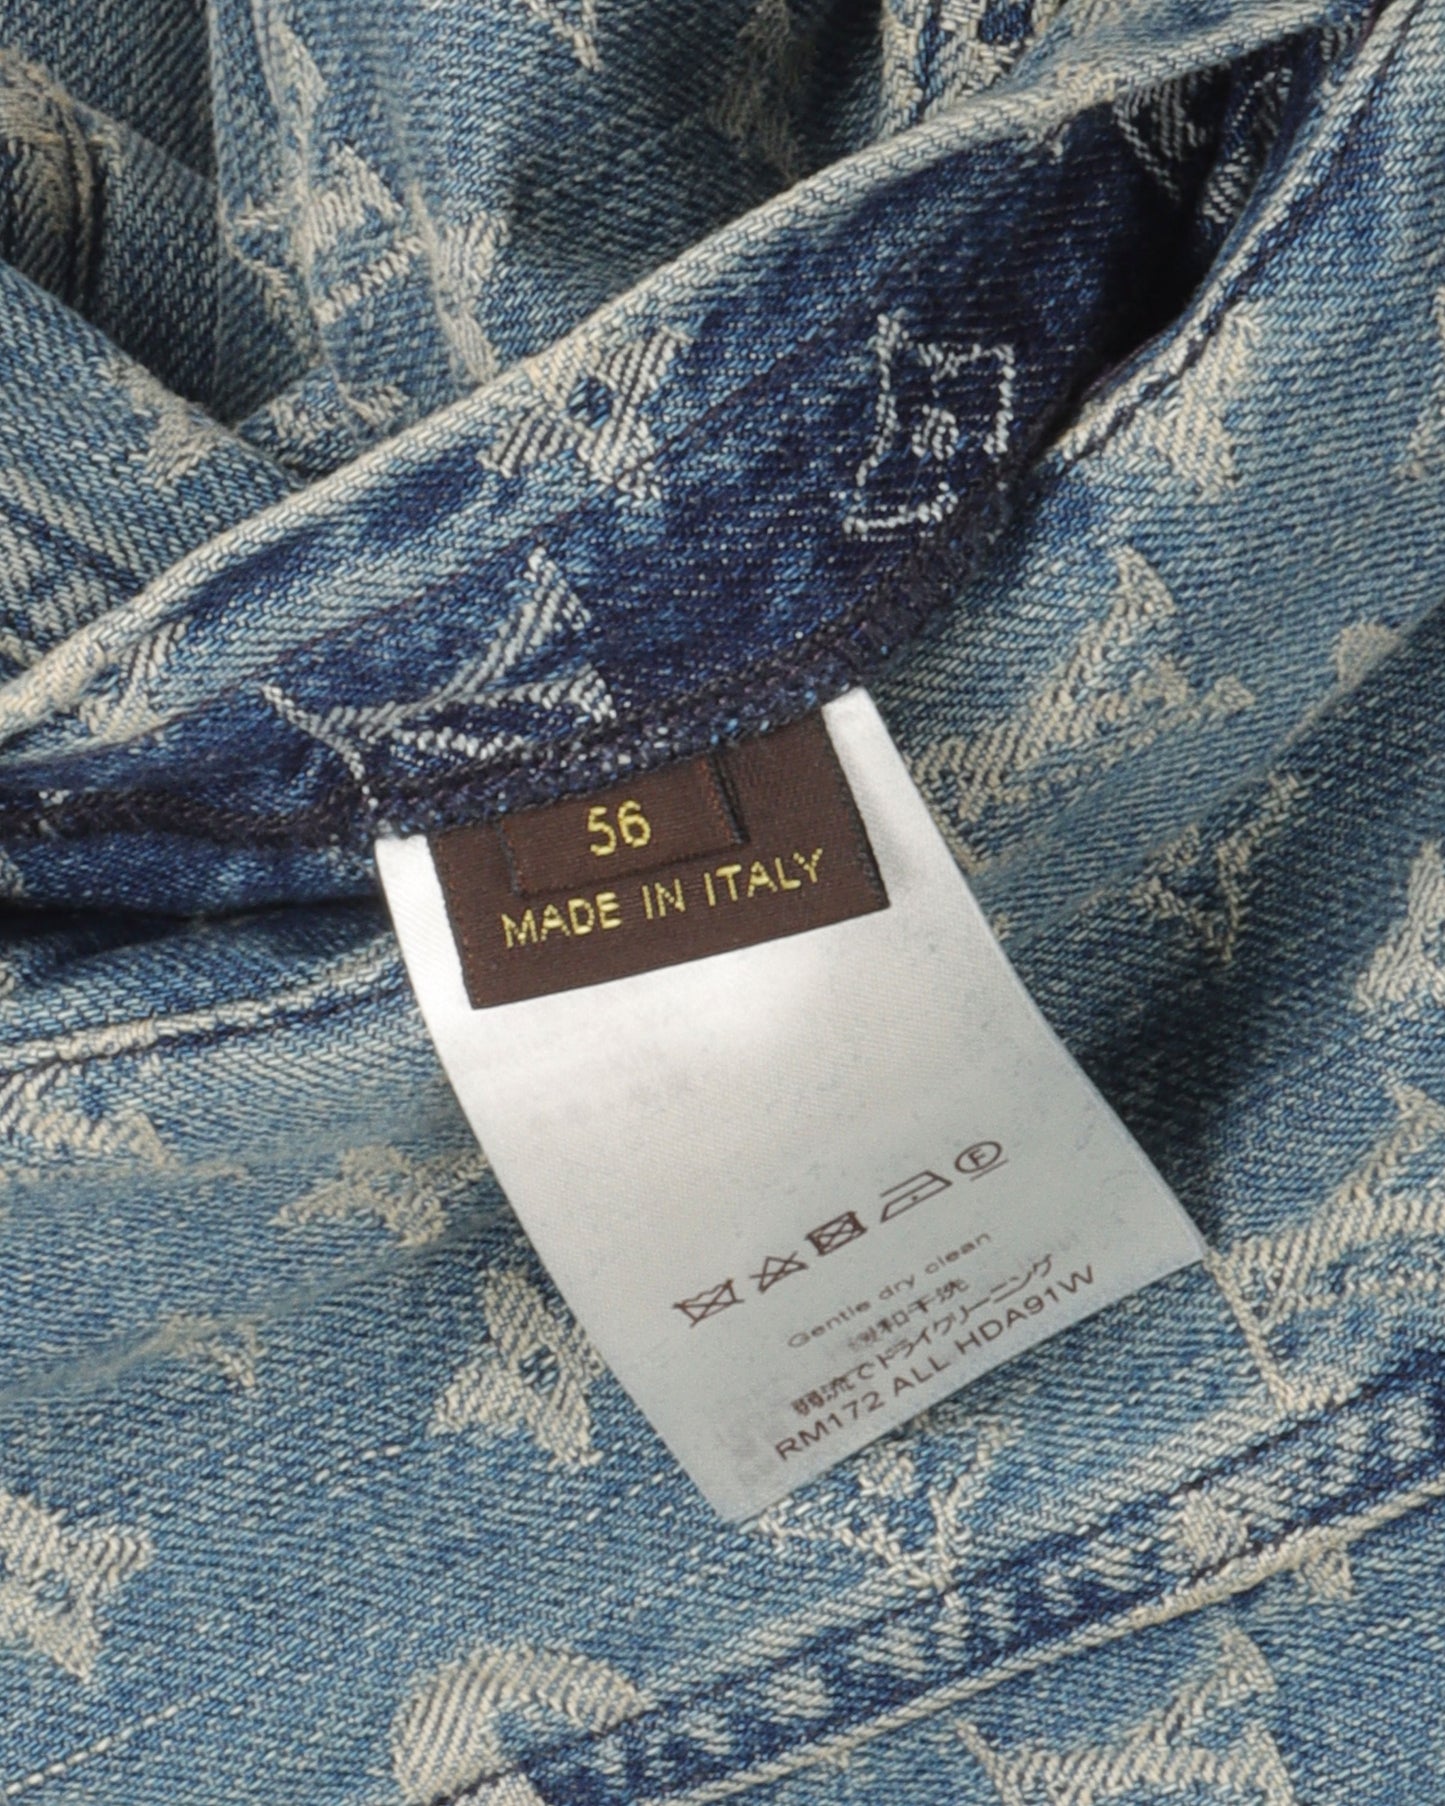 56
MADE IN ITALY
F
Gentle dry clean
緩和干洗
弱流でドライクリーニング
RM172 ALL HDA91W